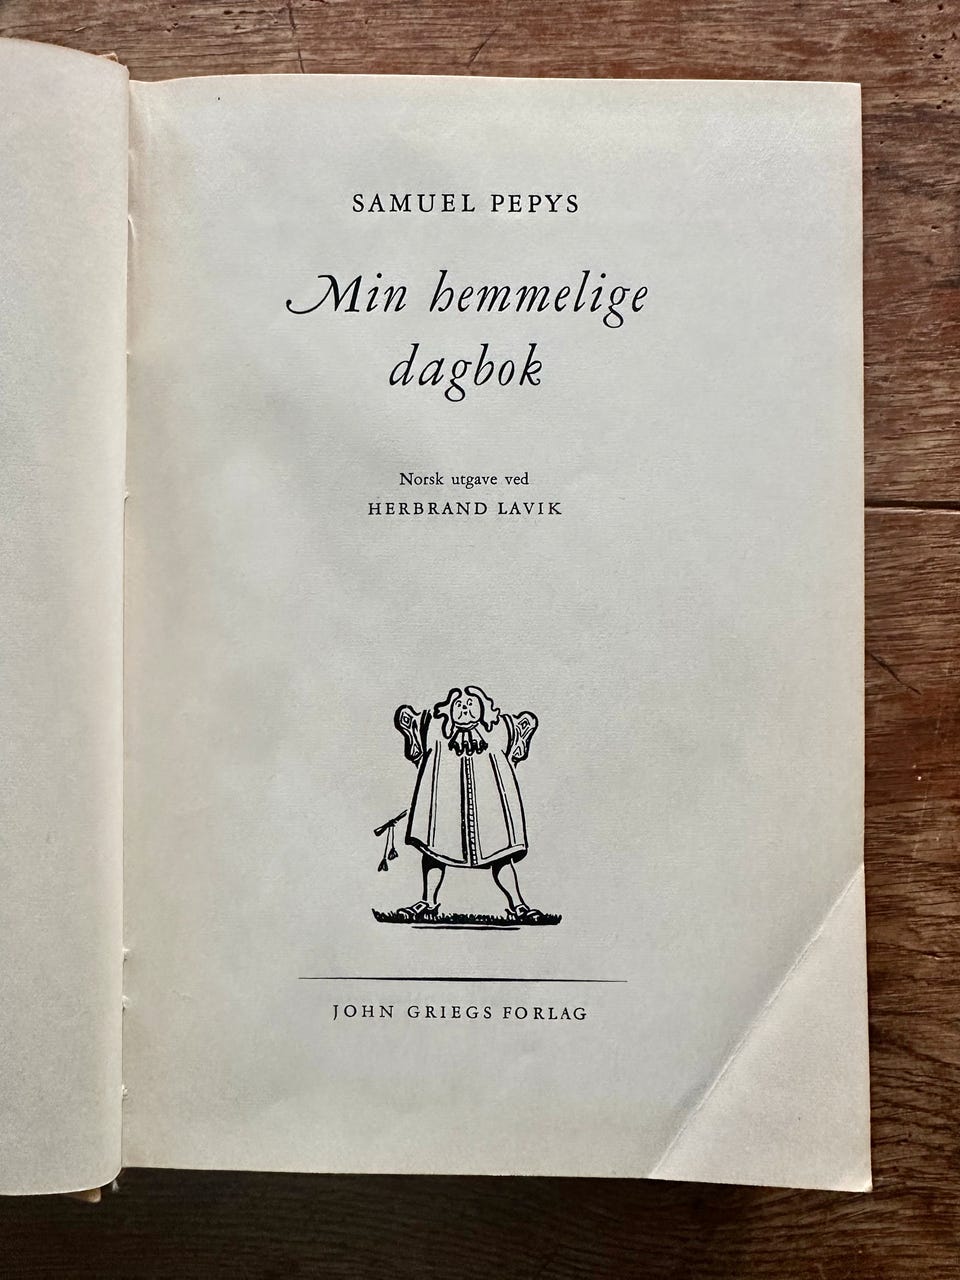 SAMUEL PEPYS
Min hemmelige
dagbok
Norsk utgave ved
HERBRAND LAVIK
JOHN GRIEGS FORLAG